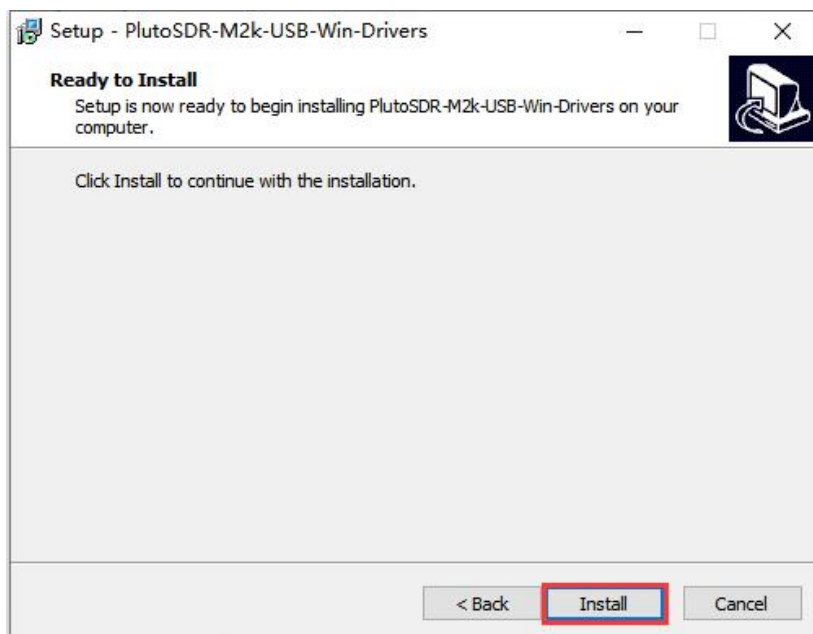 Setup - PlutoSDR-M2k-USB-Win-Drivers
Ready to Install
Setup is now ready to begin installing PlutoSDR-M2k-USB-Win-Drivers on your
computer.
Click Install to continue with the installation.
< Back Install Cancel